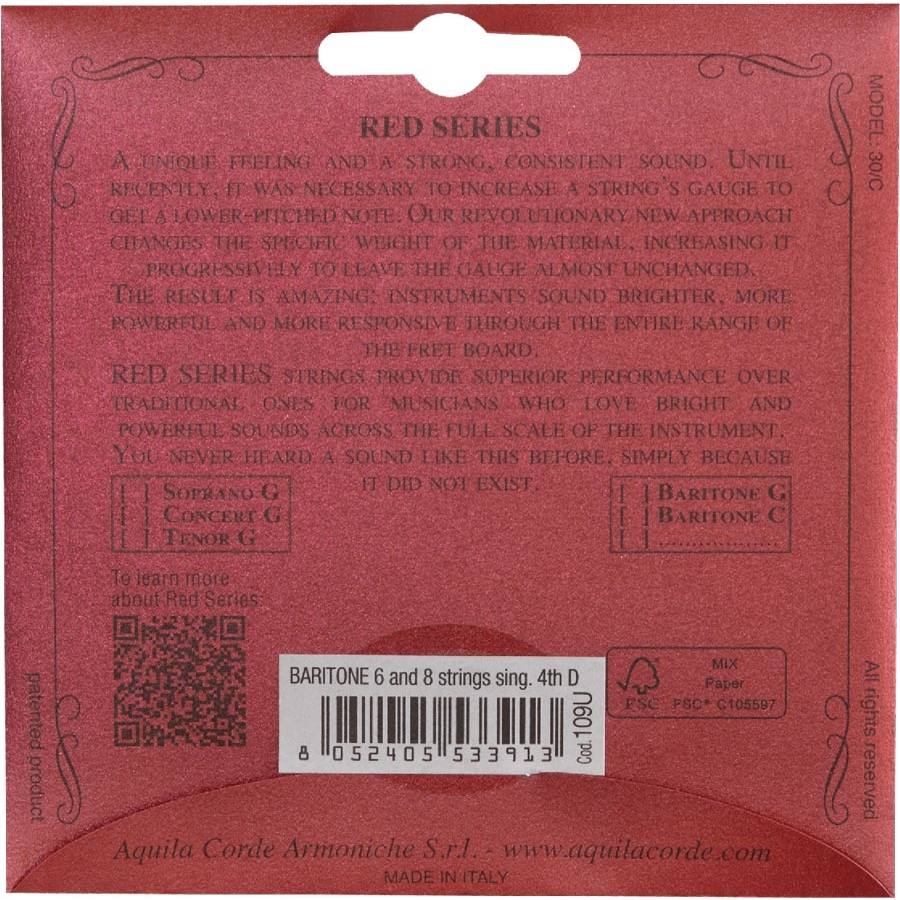 RED SERIES
A UNIQUE FEELING AND A STRONG, CONSISTENT SOUND. UNTIL
RECENTLY, IT WAS NECESSARY TO INCREASE A STRING'S GAUGE TO
GET A LOWER-PITCHED NOTE. OUR REVOLUTIONARY NEW APPROACH
CHANGES THE SPECIFIC WEIGHT OF THE MATERIAL, INCREASING IT
PROGRESSIVELY TO LEAVE THE GAUGE ALMOST UNCHANGED.
THE RESULT IS AMAZING: INSTRUMENTS SOUND BRIGHTER, MORE
POWERFUL AND MORE RESPONSIVE THROUGH THE ENTIRE RANGE OF
THE FRET BOARD.
RED SERIES STRINGS PROVIDE SUPERIOR PERFORMANCE OVER
TRADITIONAL ONES FOR MUSICIANS WHO LOVE BRIGHT AND
POWERFUL SOUNDS ACROSS THE FULL SCALE OF THE INSTRUMENT.
YOU NEVER HEARD A SOUND LIKE THIS BEFORE, SIMPLY BECAUSE
IT DID NOT EXIST.
[ ] SOPRANO G
[ ] CONCERT G
[ ] TENOR G
[ ] BARITONE G
[ ] BARITONE C
[ ] ...................
To learn more
about Red Series:
BARITONE 6 and 8 strings sing. 4th D
8 052405 533913
Cod. 109U
FSC
MIX
Paper
FSC® C105597
MODEL: 30/C
patented product
All rights reserved
Aquila Corde Armoniche S.r.l. - www.aquilacorde.com
MADE IN ITALY